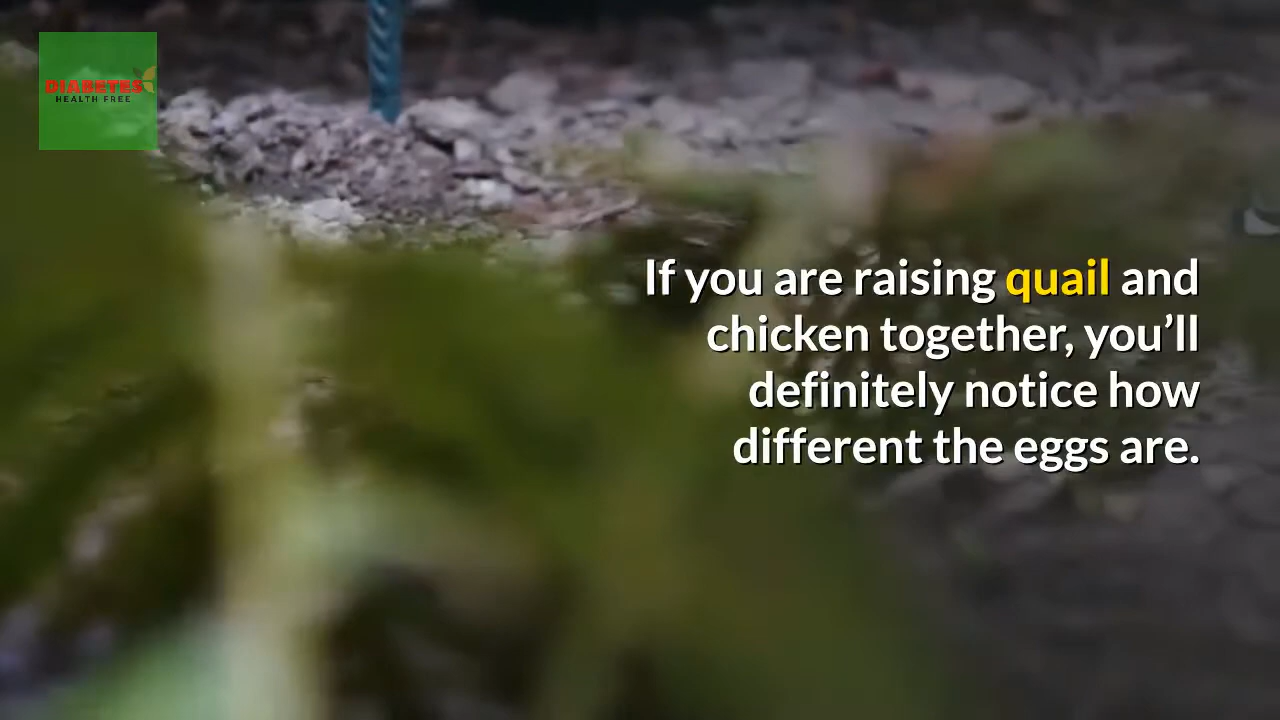 DIABETES
HEALTH FREE
If you are raising quail and
chicken together, you’ll
definitely notice how
different the eggs are.